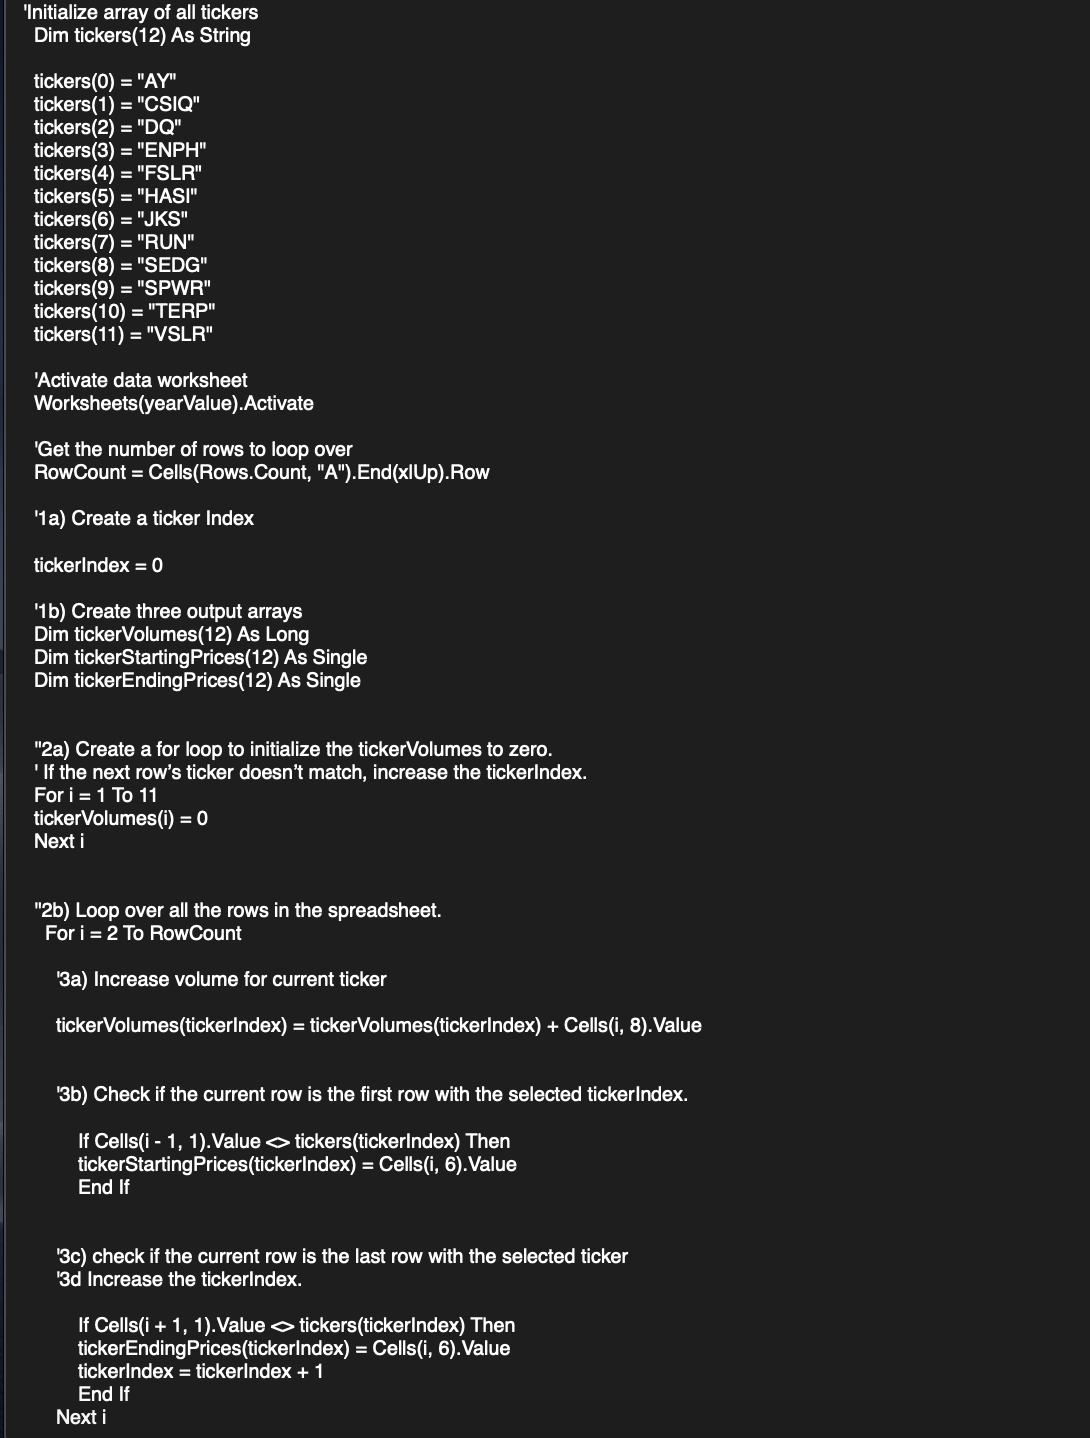 'Initialize array of all tickers
Dim tickers(12) As String
tickers(0) = "AY"
tickers(1) = "CSIQ"
tickers(2) = "DQ"
tickers(3) = "ENPH"
tickers(4) = "FSLR"
tickers(5) = "HASI"
tickers(6) = "JKS"
tickers(7) = "RUN"
tickers(8) = "SEDG"
tickers(9) = "SPWR"
tickers(10) = "TERP"
tickers(11) = "VSLR"
'Activate data worksheet
Worksheets(yearValue).Activate
'Get the number of rows to loop over
RowCount = Cells(Rows.Count, "A").End(xlUp).Row
'1a) Create a ticker Index
tickerIndex = 0
'1b) Create three output arrays
Dim tickerVolumes(12) As Long
Dim tickerStartingPrices(12) As Single
Dim tickerEndingPrices(12) As Single
''2a) Create a for loop to initialize the tickerVolumes to zero.
' If the next row’s ticker doesn’t match, increase the tickerIndex.
For i = 1 To 11
tickerVolumes(i) = 0
Next i
''2b) Loop over all the rows in the spreadsheet.
For i = 2 To RowCount
'3a) Increase volume for current ticker
tickerVolumes(tickerIndex) = tickerVolumes(tickerIndex) + Cells(i, 8).Value
'3b) Check if the current row is the first row with the selected tickerIndex.
If Cells(i - 1, 1).Value <> tickers(tickerIndex) Then
tickerStartingPrices(tickerIndex) = Cells(i, 6).Value
End If
'3c) check if the current row is the last row with the selected ticker
'3d Increase the tickerIndex.
If Cells(i + 1, 1).Value <> tickers(tickerIndex) Then
tickerEndingPrices(tickerIndex) = Cells(i, 6).Value
tickerIndex = tickerIndex + 1
End If
Next i